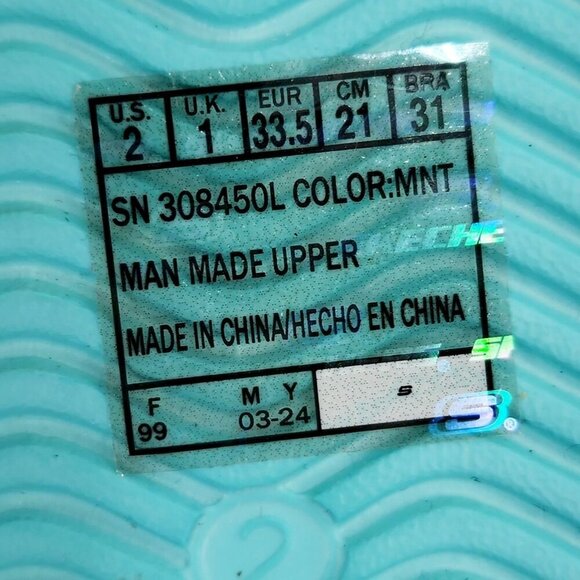 U.S. U.K. EUR CM BRA
2 1 33.5 21 31
SN 308450L COLOR:MNT
MAN MADE UPPER
MADE IN CHINA/HECHO EN CHINA
F M Y
99 03-24
S
S®
2